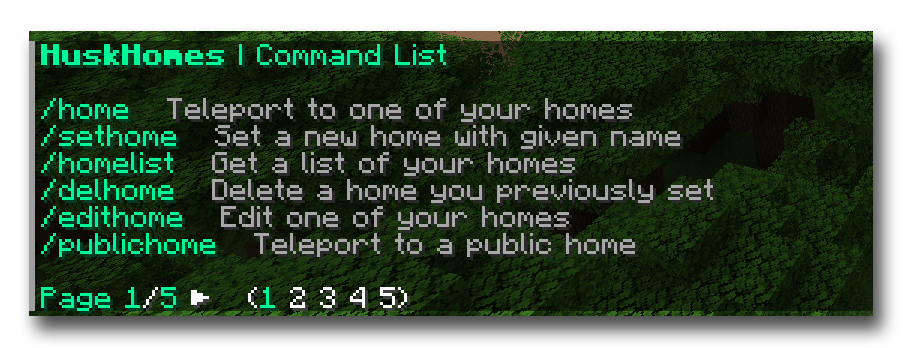 HuskHomes | Command List
/home Teleport to one of your homes
/sethome Set a new home with given name
/homelist Get a list of your homes
/delhome Delete a home you previously set
/edithome Edit one of your homes
/publichome Teleport to a public home
Page 1/5 ► (1 2 3 4 5)